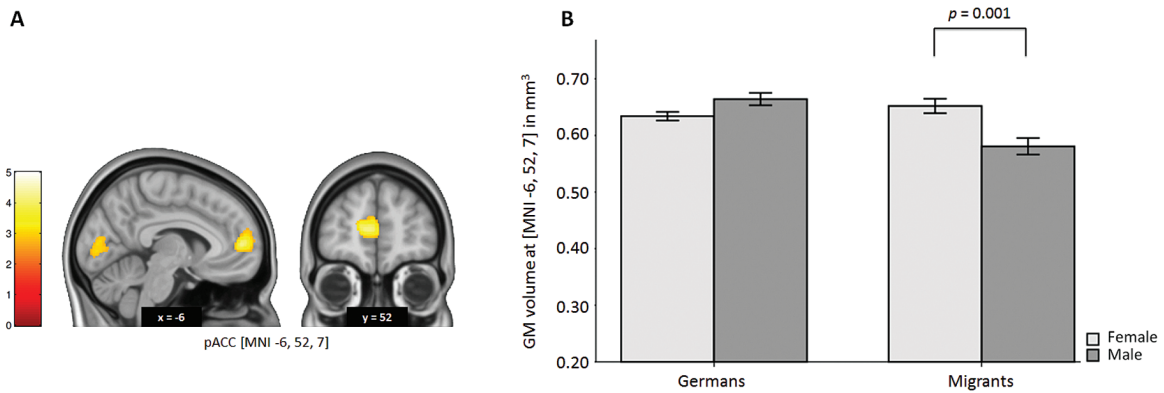 A
5
4
3
2
1
0
x = -6
y = 52
pACC [MNI -6, 52, 7]
B
p = 0.001
GM volume at [MNI -6, 52, 7] in mm³
0.70
0.60
0.50
0.40
0.30
0.20
Germans
Migrants
Female
Male